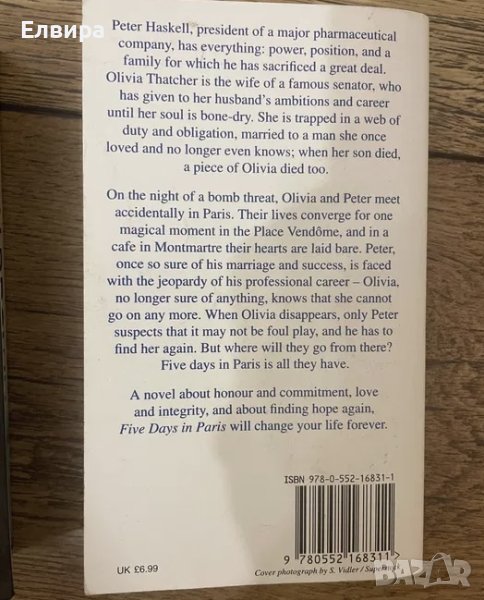 Елвира
Peter Haskell, president of a major pharmaceutical
company, has everything: power, position, and a
family for which he has sacrificed a great deal.
Olivia Thatcher is the wife of a famous senator, who
has given to her husband's ambitions and career
until her soul is bone-dry. She is trapped in a web of
duty and obligation, married to a man she once
loved and no longer even knows; when her son died,
a piece of Olivia died too.
On the night of a bomb threat, Olivia and Peter meet
accidentally in Paris. Their lives converge for one
magical moment in the Place Vendôme, and in a
cafe in Montmartre their hearts are laid bare. Peter,
once so sure of his marriage and success, is faced
with the jeopardy of his professional career – Olivia,
no longer sure of anything, knows that she cannot
go on any more. When Olivia disappears, only Peter
suspects that it may not be foul play, and he has to
find her again. But where will they go from there?
Five days in Paris is all they have.
A novel about honour and commitment, love
and integrity, and about finding hope again,
Five Days in Paris will change your life forever.
ISBN 978-0-552-16831-1
9 780552 168311
UK £6.99
Cover photograph by S. Vidler /
BAZAR